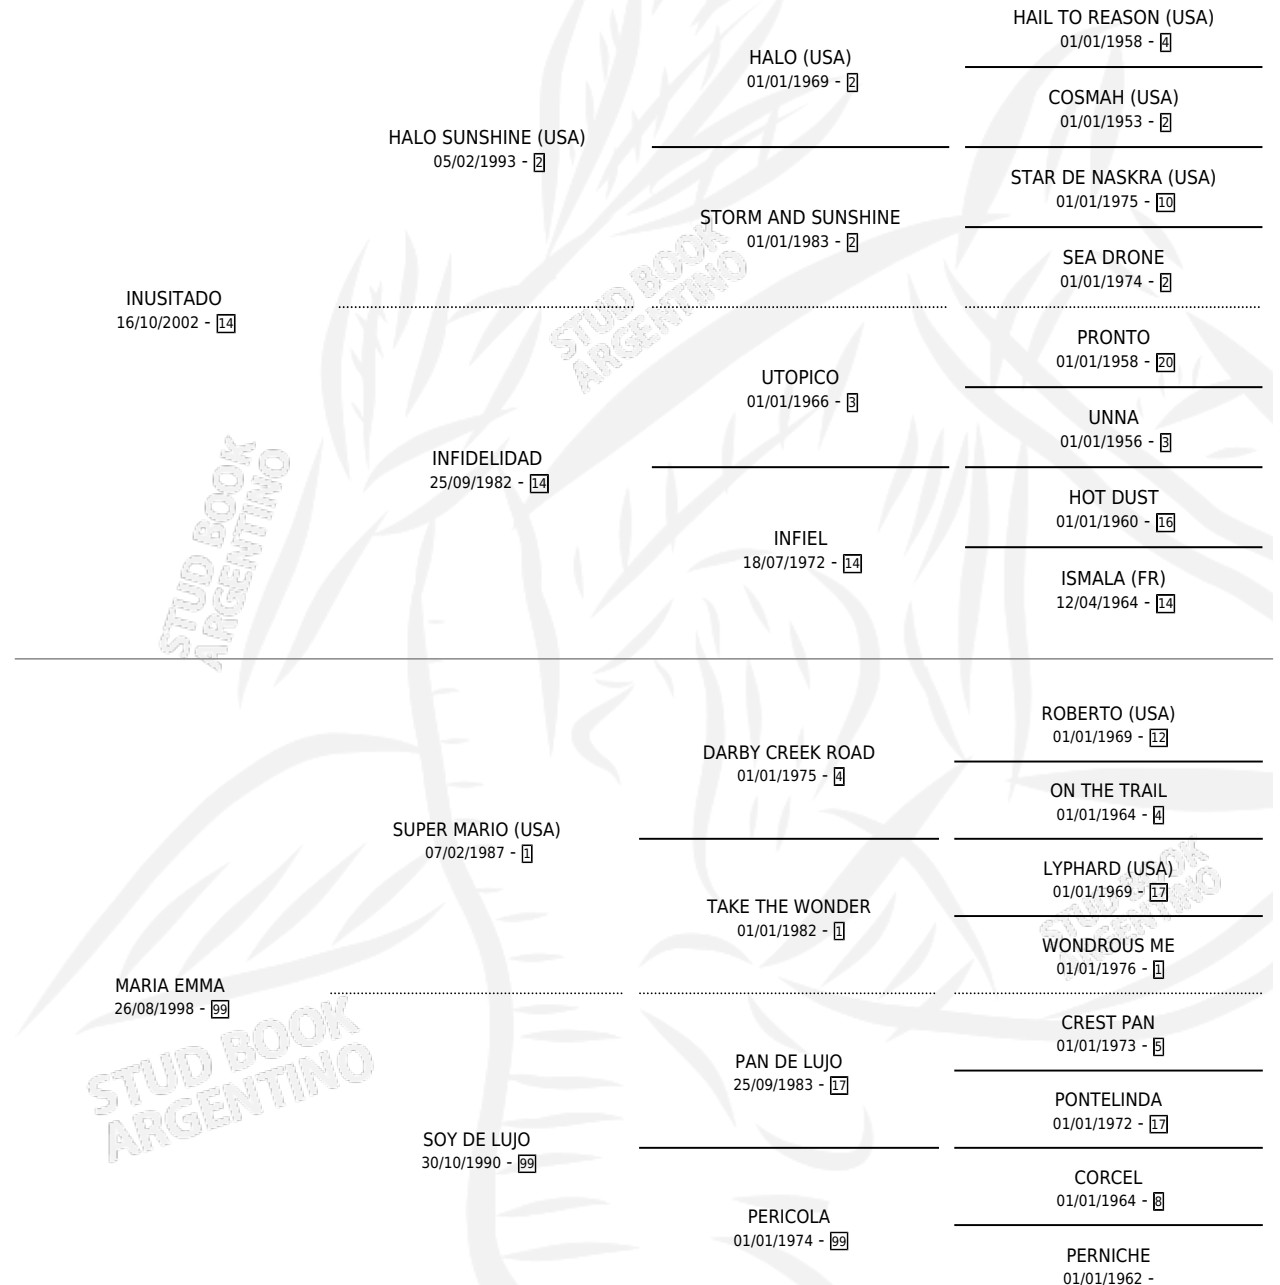 HAIL TO REASON (USA)
01/01/1958 - 4
HALO (USA)
01/01/1969 - 2
COSMAH (USA)
01/01/1953 - 2
HALO SUNSHINE (USA)
05/02/1993 - 2
STAR DE NASKRA (USA)
01/01/1975 - 10
STORM AND SUNSHINE
01/01/1983 - 2
SEA DRONE
01/01/1974 - 2
INUSITADO
16/10/2002 - 14
PRONTO
01/01/1958 - 20
UTOPICO
01/01/1966 - 3
UNNA
01/01/1956 - 3
INFIDELIDAD
25/09/1982 - 14
HOT DUST
01/01/1960 - 16
INFIEL
18/07/1972 - 14
ISMALA (FR)
12/04/1964 - 14
STUD BOOK
ARGENTINO
STUD BOOK
ARGENTINO
ROBERTO (USA)
01/01/1969 - 12
DARBY CREEK ROAD
01/01/1975 - 4
ON THE TRAIL
01/01/1964 - 4
SUPER MARIO (USA)
07/02/1987 - 1
LYPHARD (USA)
01/01/1969 - 17
TAKE THE WONDER
01/01/1982 - 1
WONDROUS ME
01/01/1976 - 1
STUD BOOK
ARGENTINO
MARIA EMMA
26/08/1998 - 99
CREST PAN
01/01/1973 - 5
PAN DE LUJO
25/09/1983 - 17
PONTELINDA
01/01/1972 - 17
SOY DE LUJO
30/10/1990 - 99
CORCEL
01/01/1964 - 8
PERICOLA
01/01/1974 - 99
PERNICHE
01/01/1962 -
STUD BOOK
ARGENTINO